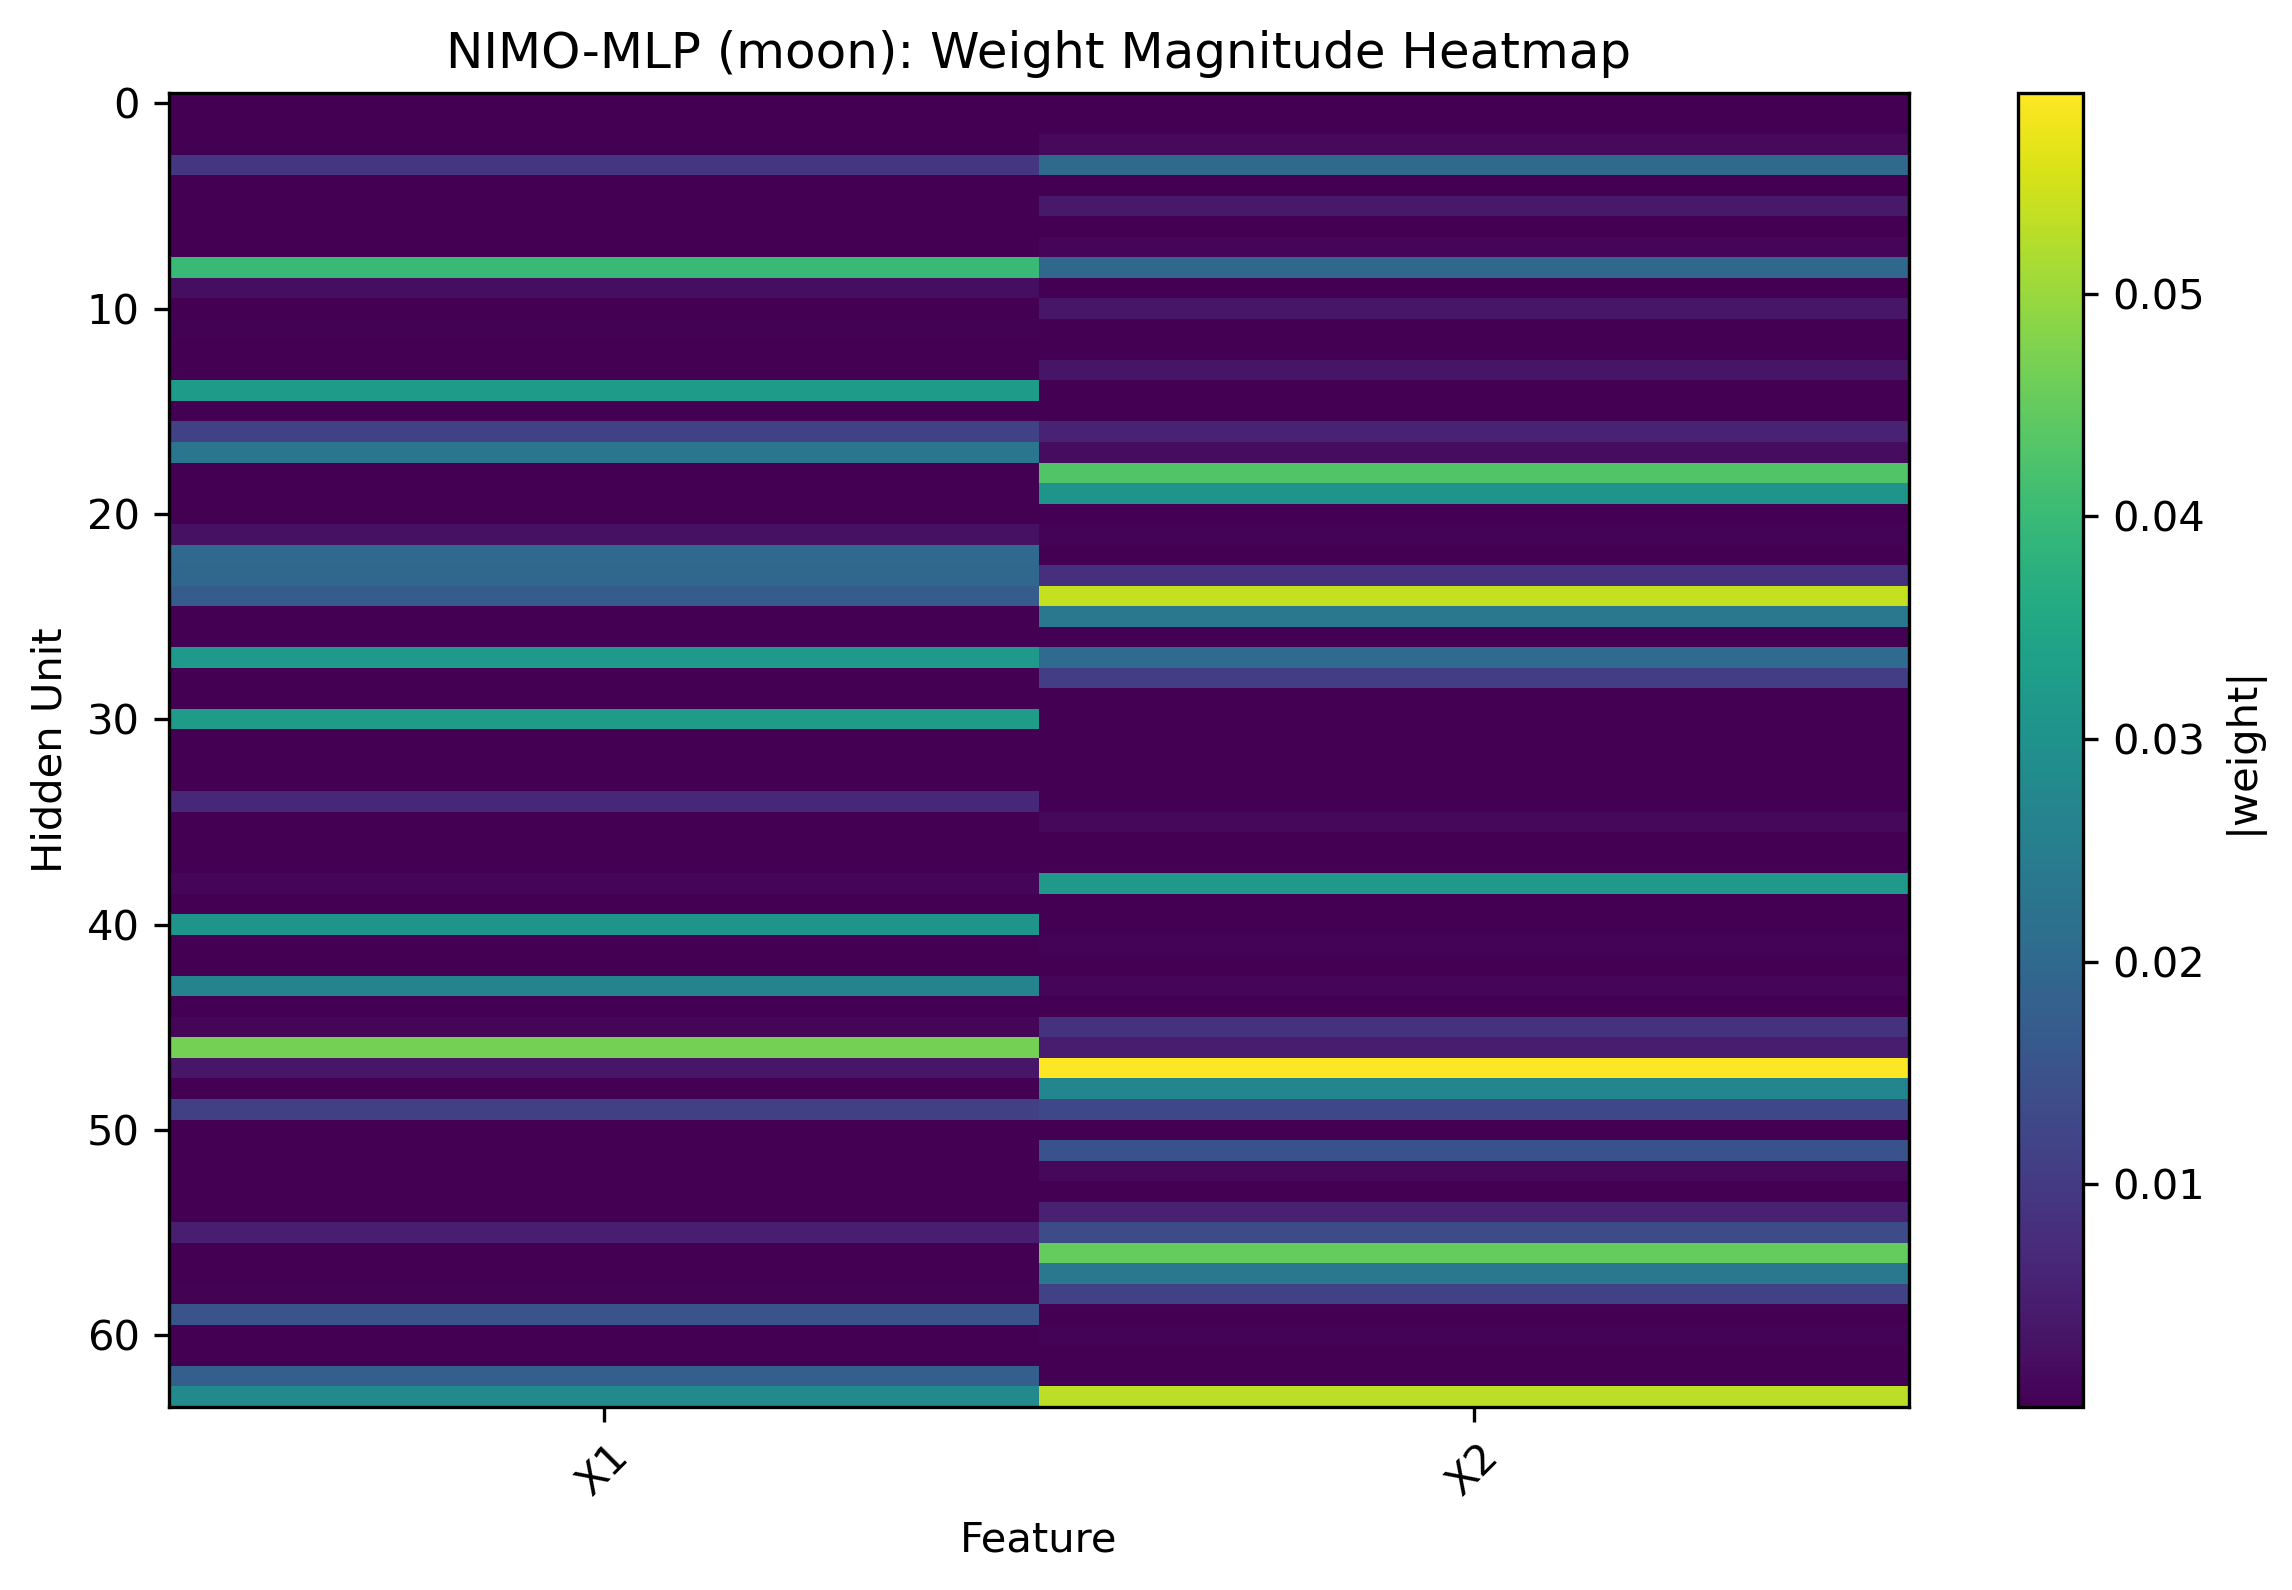 NIMO-MLP (moon): Weight Magnitude Heatmap
0
10
20
30
40
50
60
Hidden Unit
X1
X2
Feature
0.05
0.04
0.03
0.02
0.01
|weight|